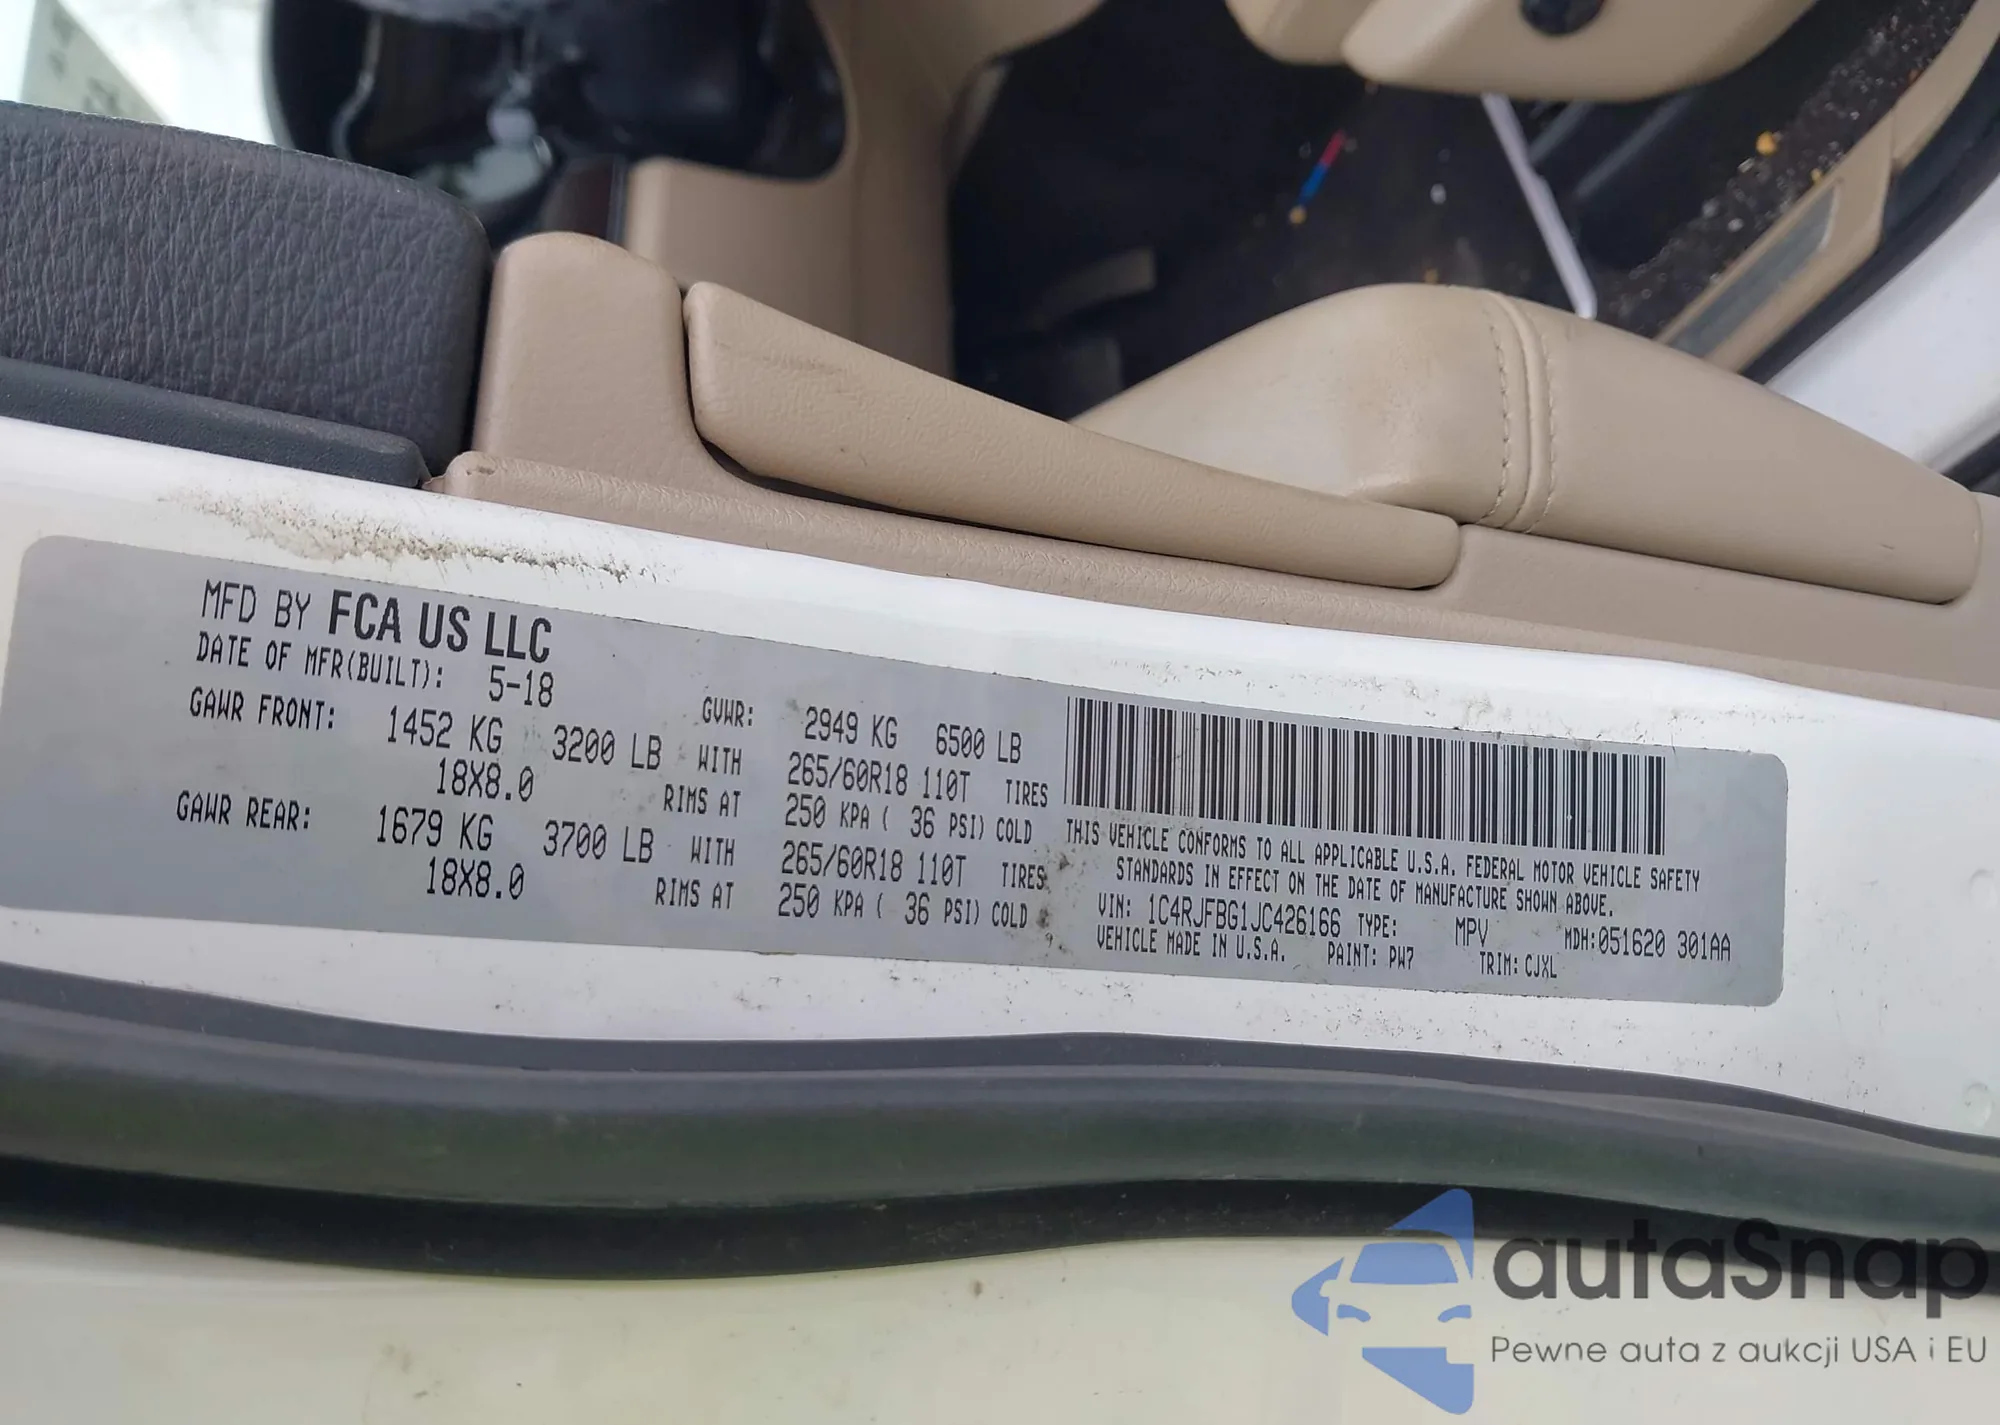 MFD BY FCA US LLC
DATE OF MFR(BUILT): 5-18 GVWR: 2949 KG 6500 LB
GAWR FRONT: 1452 KG 3200 LB WITH 265/60R18 110T TIRES
18X8.0 RIMS AT 250 KPA ( 36 PSI) COLD
GAWR REAR: 1679 KG 3700 LB WITH 265/60R18 110T TIRES
18X8.0 RIMS AT 250 KPA ( 36 PSI) COLD
THIS VEHICLE CONFORMS TO ALL APPLICABLE U.S.A. FEDERAL MOTOR VEHICLE SAFETY
STANDARDS IN EFFECT ON THE DATE OF MANUFACTURE SHOWN ABOVE.
VIN: 1C4RJFBG1JC426166 TYPE: MPV MDH:051620 301AA
VEHICLE MADE IN U.S.A. PAINT: PW7 TRIM: CJXL
autaSnap
Pewne auta z aukcji USA i EU